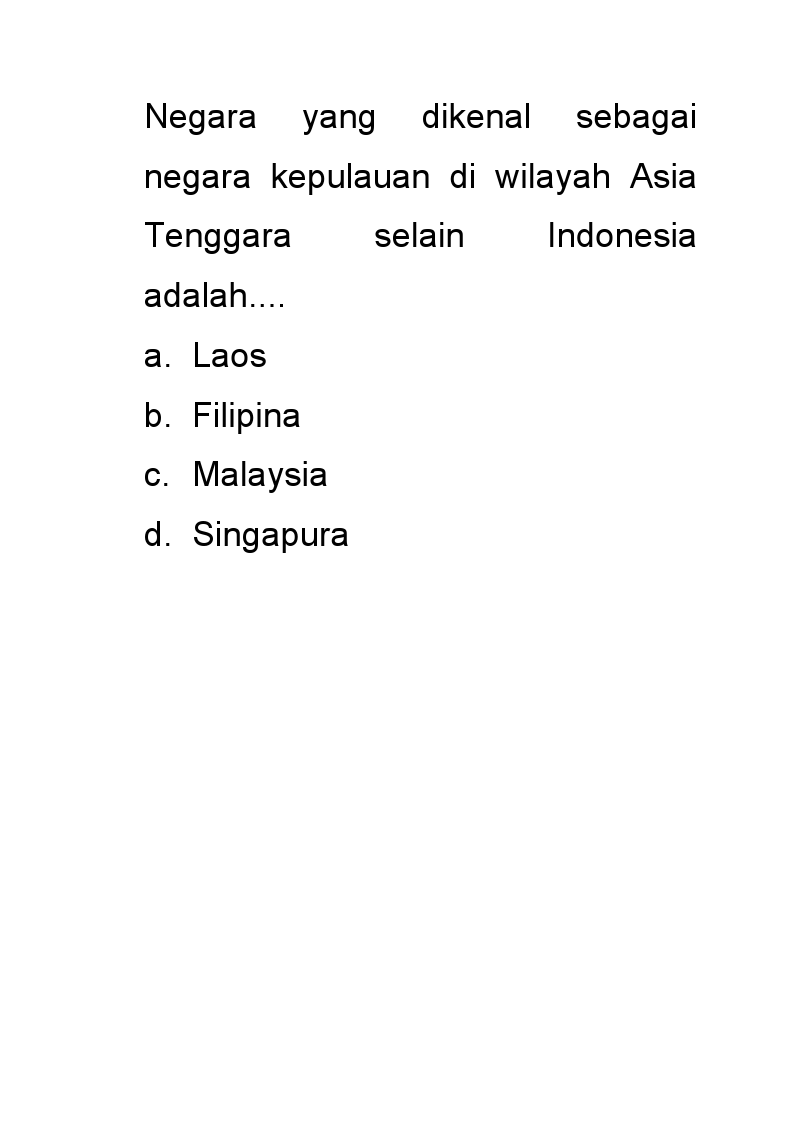 Negara yang dikenal sebagai
negara kepulauan di wilayah Asia
Tenggara selain Indonesia
adalah....
a. Laos
b. Filipina
c. Malaysia
d. Singapura